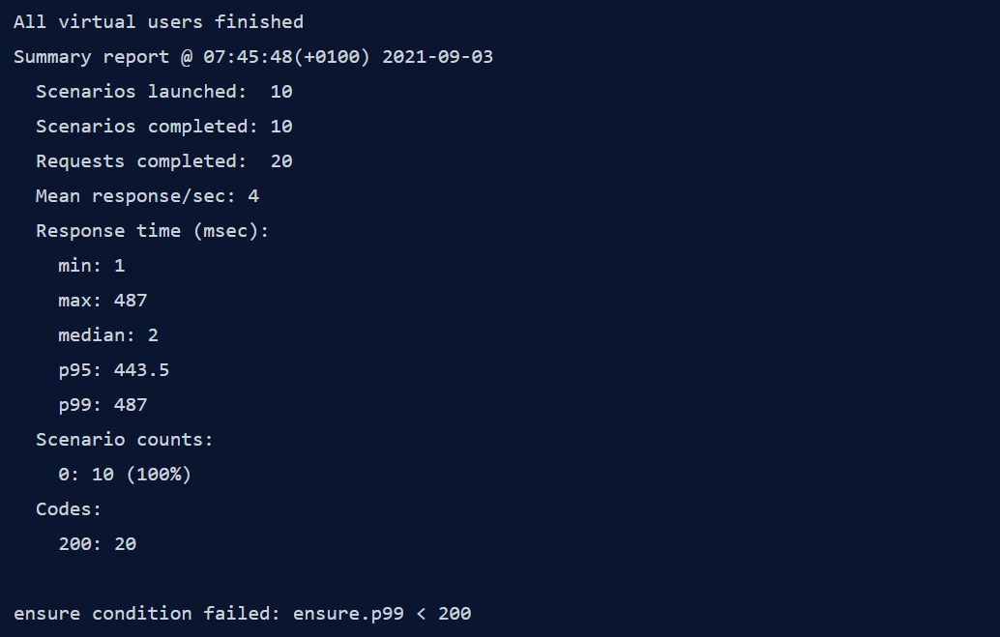 All virtual users finished
Summary report @ 07:45:48(+0100) 2021-09-03
  Scenarios launched:  10
  Scenarios completed: 10
  Requests completed:  20
  Mean response/sec: 4
  Response time (msec):
    min: 1
    max: 487
    median: 2
    p95: 443.5
    p99: 487
  Scenario counts:
    0: 10 (100%)
  Codes:
    200: 20

ensure condition failed: ensure.p99 < 200